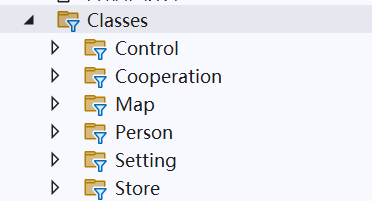 Classes
Control
Cooperation
Map
Person
Setting
Store